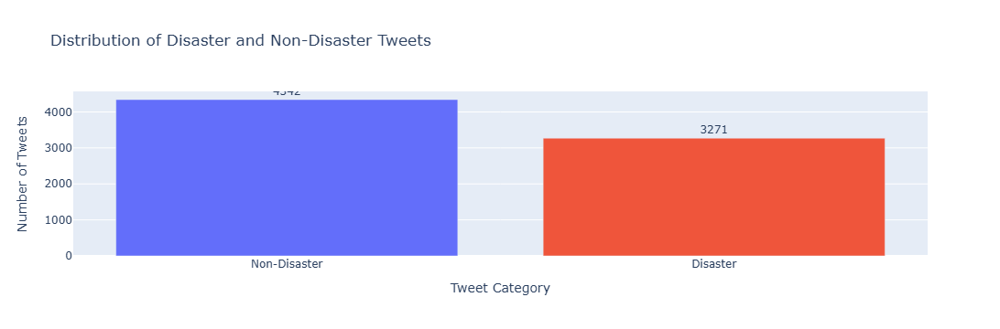 Distribution of Disaster and Non-Disaster Tweets
Number of Tweets
4000
3000
2000
1000
0
4342
3271
Non-Disaster
Disaster
Tweet Category